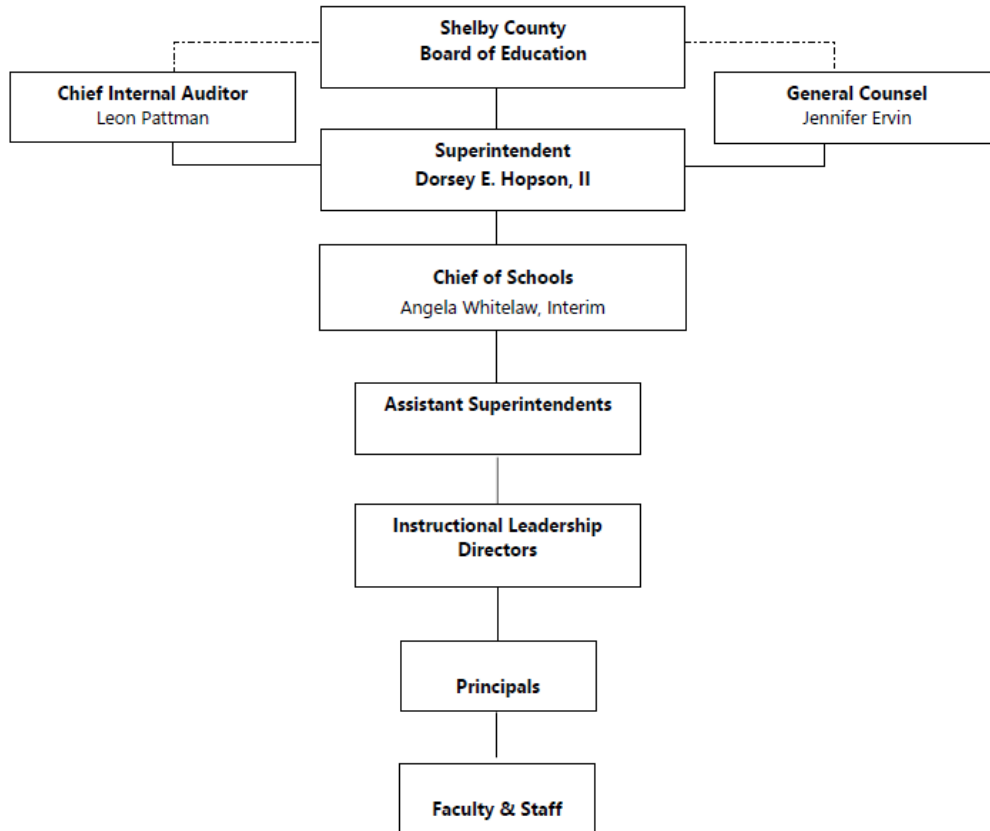 Shelby County
Board of Education
Chief Internal Auditor
Leon Pattman
General Counsel
Jennifer Ervin
Superintendent
Dorsey E. Hopson, II
Chief of Schools
Angela Whitelaw, Interim
Assistant Superintendents
Instructional Leadership
Directors
Principals
Faculty & Staff